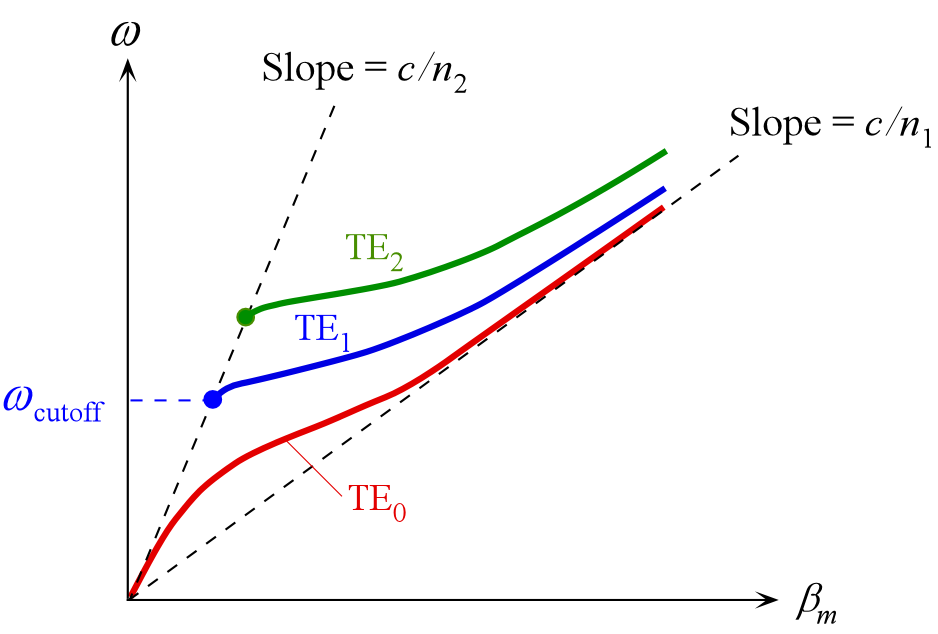 ω
Slope = c/n₂
Slope = c/n₁
TE₂
TE₁
ωcutoff
TE₀
βₘ